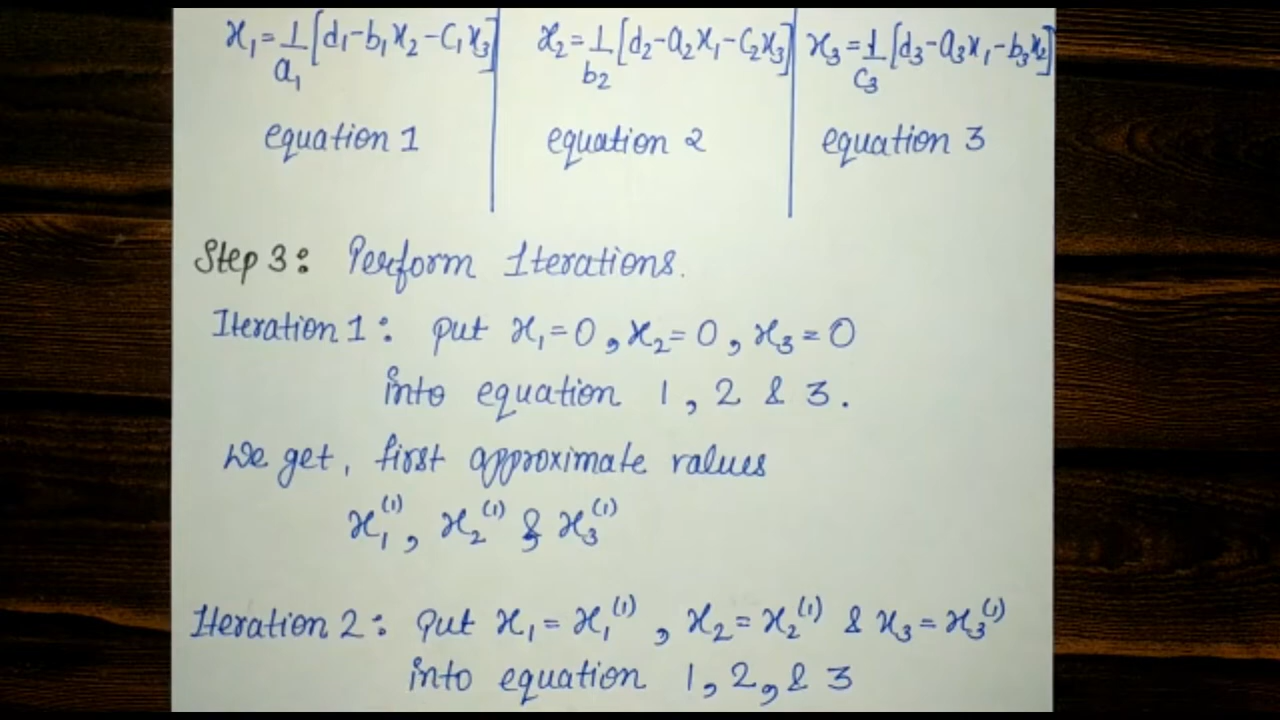 x₁ = 1/a₁ [d₁ - b₁x₂ - c₁x₃] x₂ = 1/b₂ [d₂ - a₂x₁ - c₂x₃] x₃ = 1/c₃ [d₃ - a₃x₁ - b₃x₂]
equation 1 equation 2 equation 3
Step 3: Perform Iterations.
Iteration 1: put x₁ = 0, x₂ = 0, x₃ = 0
into equation 1, 2 & 3.
We get, first approximate values
x₁⁽¹⁾, x₂⁽¹⁾ & x₃⁽¹⁾
Iteration 2: Put x₁ = x₁⁽¹⁾, x₂ = x₂⁽¹⁾ & x₃ = x₃⁽¹⁾
into equation 1, 2, & 3